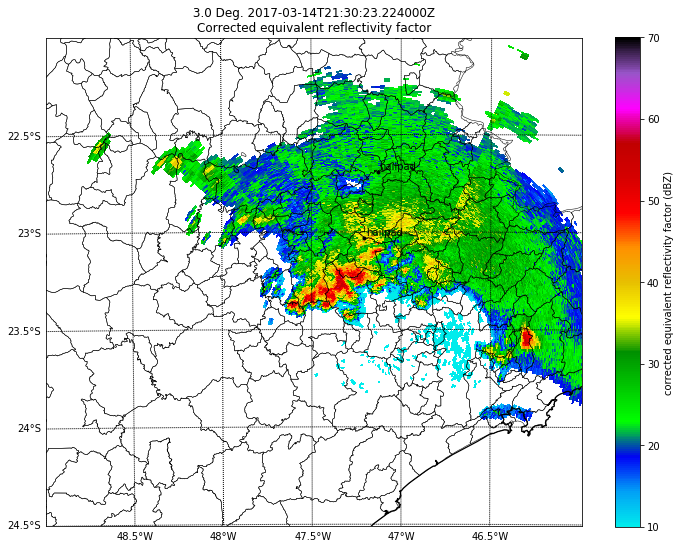 3.0 Deg. 2017-03-14T21:30:23.224000Z
Corrected equivalent reflectivity factor
70
60
50
40
30
20
10
corrected equivalent reflectivity factor (dBZ)
22.5°S
23°S
23.5°S
24°S
24.5°S
hailpad
hailpad
48.5°W
48°W
47.5°W
47°W
46.5°W